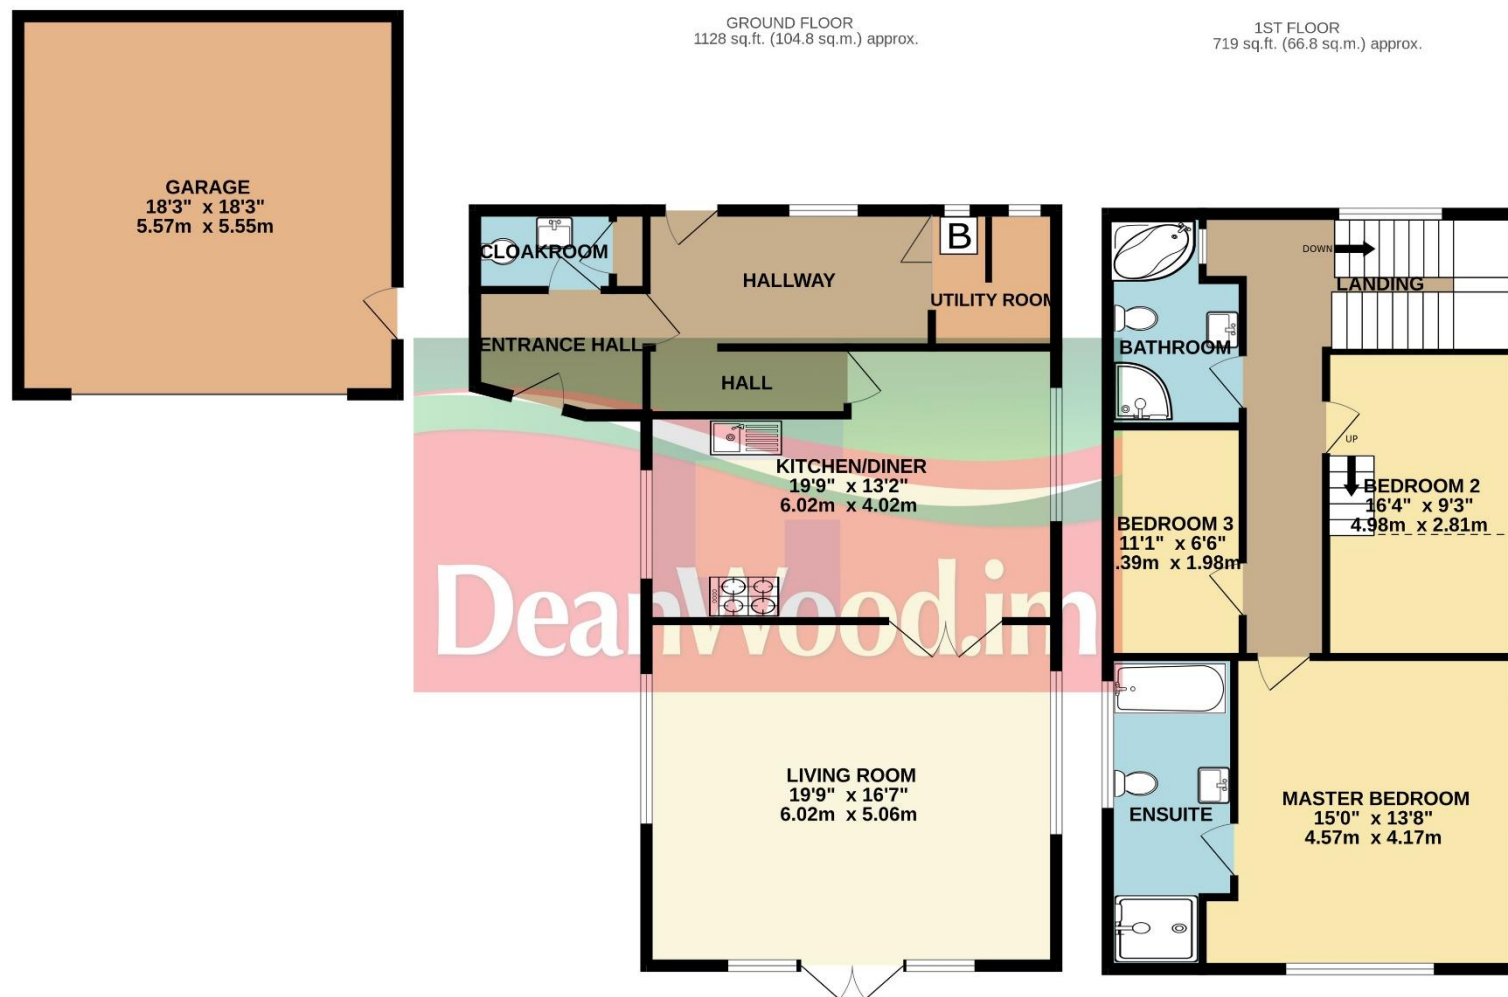 GROUND FLOOR
1128 sq.ft. (104.8 sq.m.) approx.
1ST FLOOR
719 sq.ft. (66.8 sq.m.) approx.
GARAGE
18'3" x 18'3"
5.57m x 5.55m
CLOAKROOM
HALLWAY
B
UTILITY ROOM
ENTRANCE HALL
HALL
KITCHEN/DINER
19'9" x 13'2"
6.02m x 4.02m
DeanWood.im
LIVING ROOM
19'9" x 16'7"
6.02m x 5.06m
DOWN
LANDING
BATHROOM
UP
BEDROOM 2
16'4" x 9'3"
4.98m x 2.81m
BEDROOM 3
11'1" x 6'6"
.39m x 1.98m
ENSUITE
MASTER BEDROOM
15'0" x 13'8"
4.57m x 4.17m